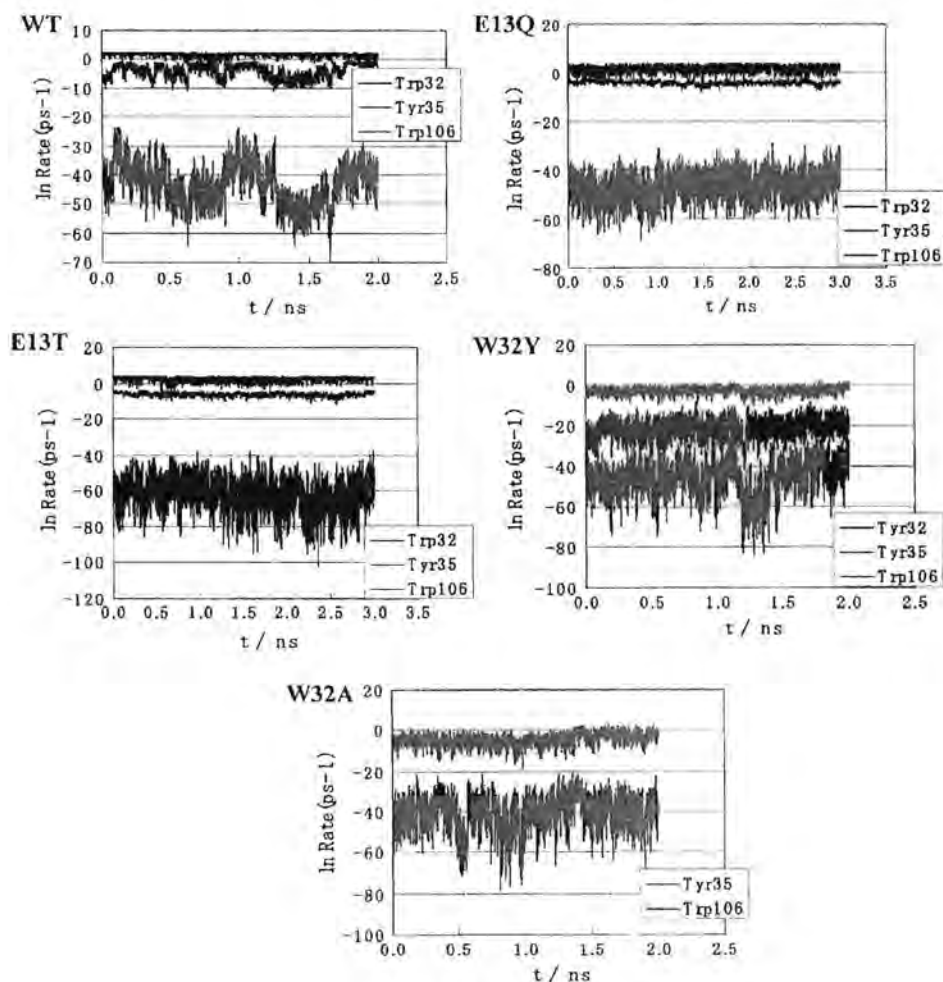 WT
10
0
-10
-20
-30
-40
-50
-60
-70
0.0 0.5 1.0 1.5 2.0 2.5
ln Rate(ps-1)
t / ns
Trp32
Tyr35
Trp106
E13Q
20
0
-20
-40
-60
-80
0.0 0.5 1.0 1.5 2.0 2.5 3.0 3.5
ln Rate(ps-1)
t / ns
Trp32
Tyr35
Trp106
E13T
20
0
-20
-40
-60
-80
-100
-120
0.0 0.5 1.0 1.5 2.0 2.5 3.0 3.5
ln Rate(ps-1)
t / ns
Trp32
Tyr35
Trp106
W32Y
20
0
-20
-40
-60
-80
-100
0.0 0.5 1.0 1.5 2.0 2.5
ln Rate(ps-1)
t / ns
Tyr32
Tyr35
Trp106
W32A
20
0
-20
-40
-60
-80
-100
0.0 0.5 1.0 1.5 2.0 2.5
ln Rate(ps-1)
t / ns
Tyr35
Trp106